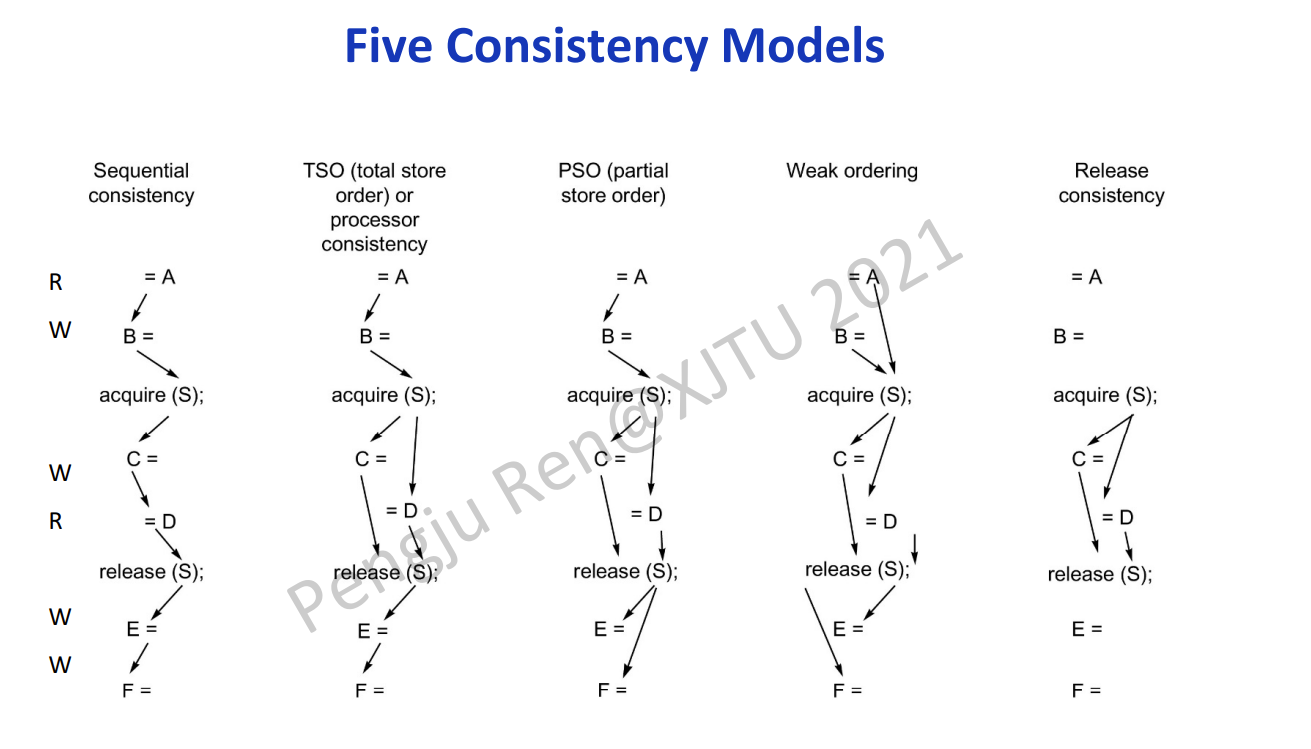 Five Consistency Models
Sequential
consistency
TSO (total store
order) or
processor
consistency
PSO (partial
store order)
Weak ordering
Release
consistency
R
= A
= A
= A
= A
= A
W
B =
B =
B =
B =
B =
acquire (S);
acquire (S);
acquire (S);
acquire (S);
acquire (S);
W
C =
C =
C =
C =
C =
R
= D
= D
= D
= D
= D
release (S);
release (S);
release (S);
release (S);
release (S);
W
E =
E =
E =
E =
E =
W
F =
F =
F =
F =
F =
Pengju Ren@XJTU 2021